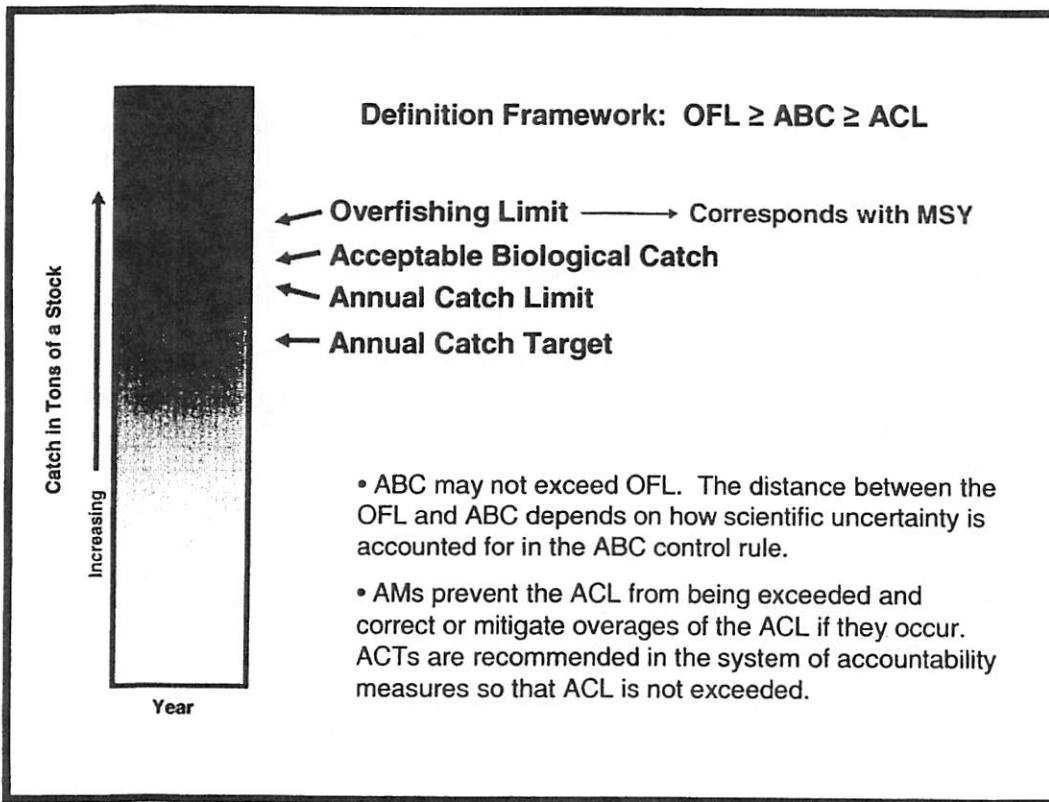 Definition Framework: OFL ≥ ABC ≥ ACL
Overfishing Limit
Corresponds with MSY
Acceptable Biological Catch
Annual Catch Limit
Annual Catch Target
Catch in Tons of a Stock
Increasing
Year
• ABC may not exceed OFL. The distance between the
OFL and ABC depends on how scientific uncertainty is
accounted for in the ABC control rule.
• AMs prevent the ACL from being exceeded and
correct or mitigate overages of the ACL if they occur.
ACTs are recommended in the system of accountability
measures so that ACL is not exceeded.